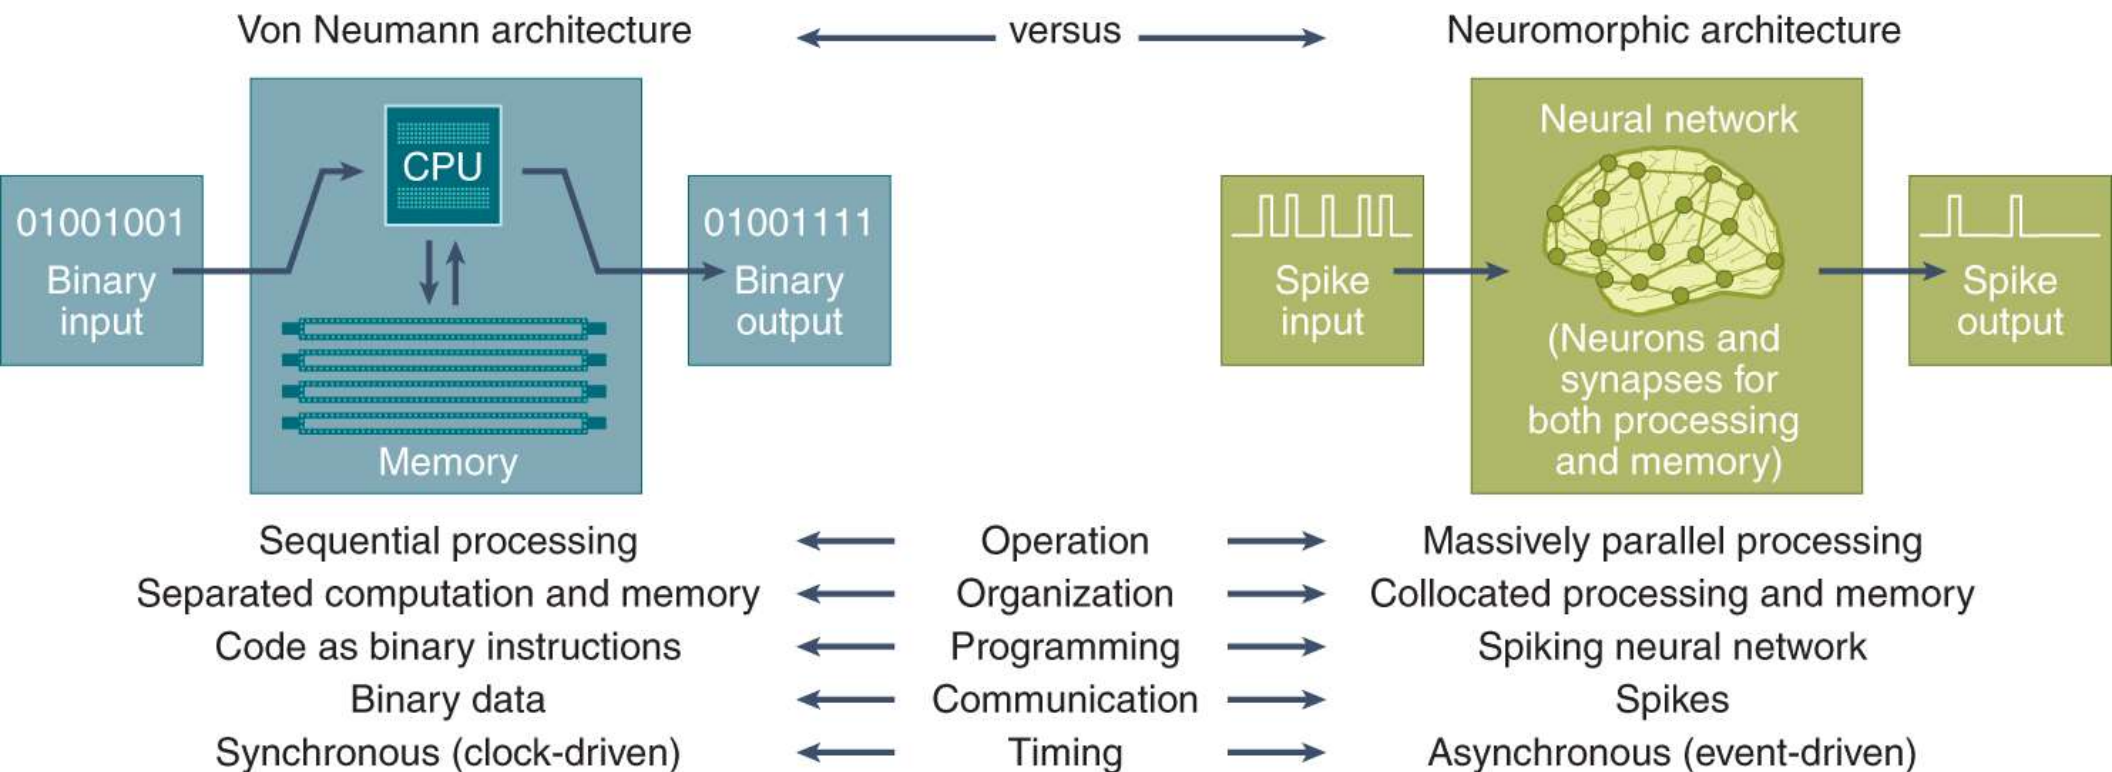 Von Neumann architecture
versus
Neuromorphic architecture
CPU
01001001
Binary
input
Memory
01001111
Binary
output
Spike
input
Neural network
(Neurons and
synapses for
both processing
and memory)
Spike
output
Sequential processing
Operation
Massively parallel processing
Separated computation and memory
Organization
Collocated processing and memory
Code as binary instructions
Programming
Spiking neural network
Binary data
Communication
Spikes
Synchronous (clock-driven)
Timing
Asynchronous (event-driven)